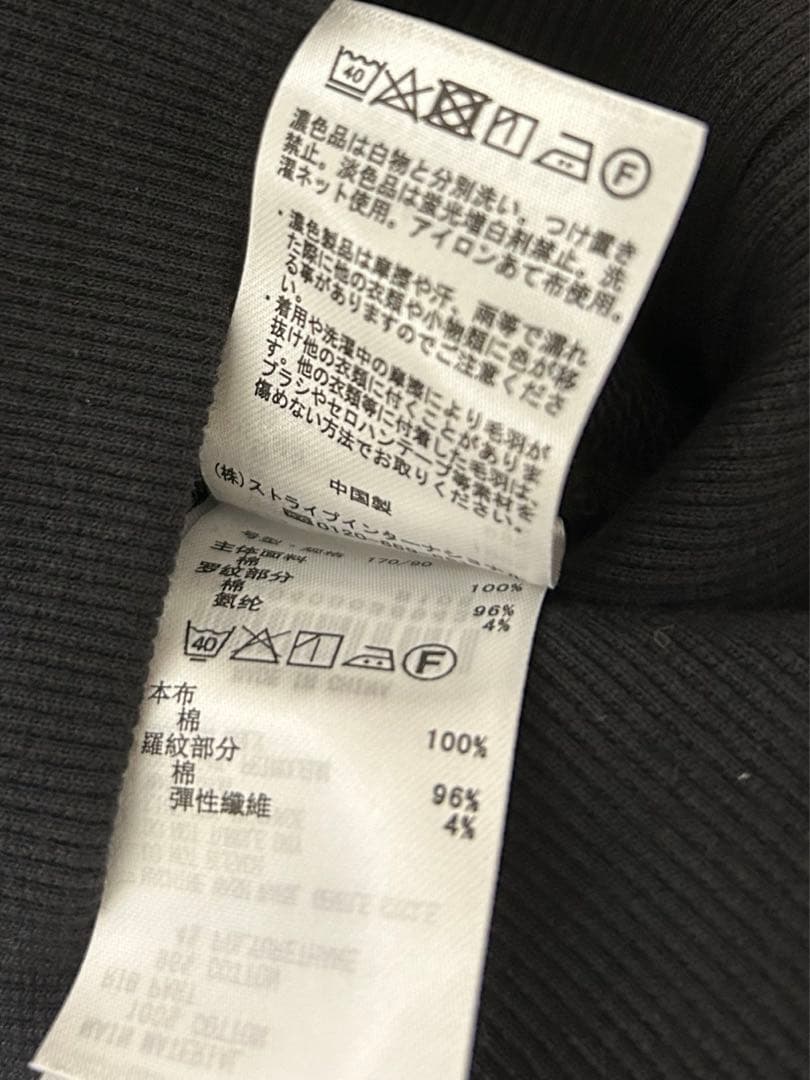 40 F
濃色品は白物と分別洗い。つけ置き
禁止。淡色品は蛍光増白剤禁止。洗
濯ネット使用。アイロンあて布使用。
・濃色製品は摩擦や汗、雨等で濡れ
た際に他の衣類や小物類に色が移
る事がありますのでご注意くださ
い。
・着用や洗濯中の摩擦により毛羽が
抜け他の衣類に付くことがありま
す。他の衣類等に付着した毛羽は、
ブラシやセロハンテープ等素材を
傷めない方法でお取りください。
中国製
(株)ストライプインターナショナル
0120-
号型・规格 170/90
主体面料
棉 100%
罗纹部分
棉 96%
氨纶 4%
40 F
本布
棉 100%
羅紋部分
棉 96%
彈性纖維 4%